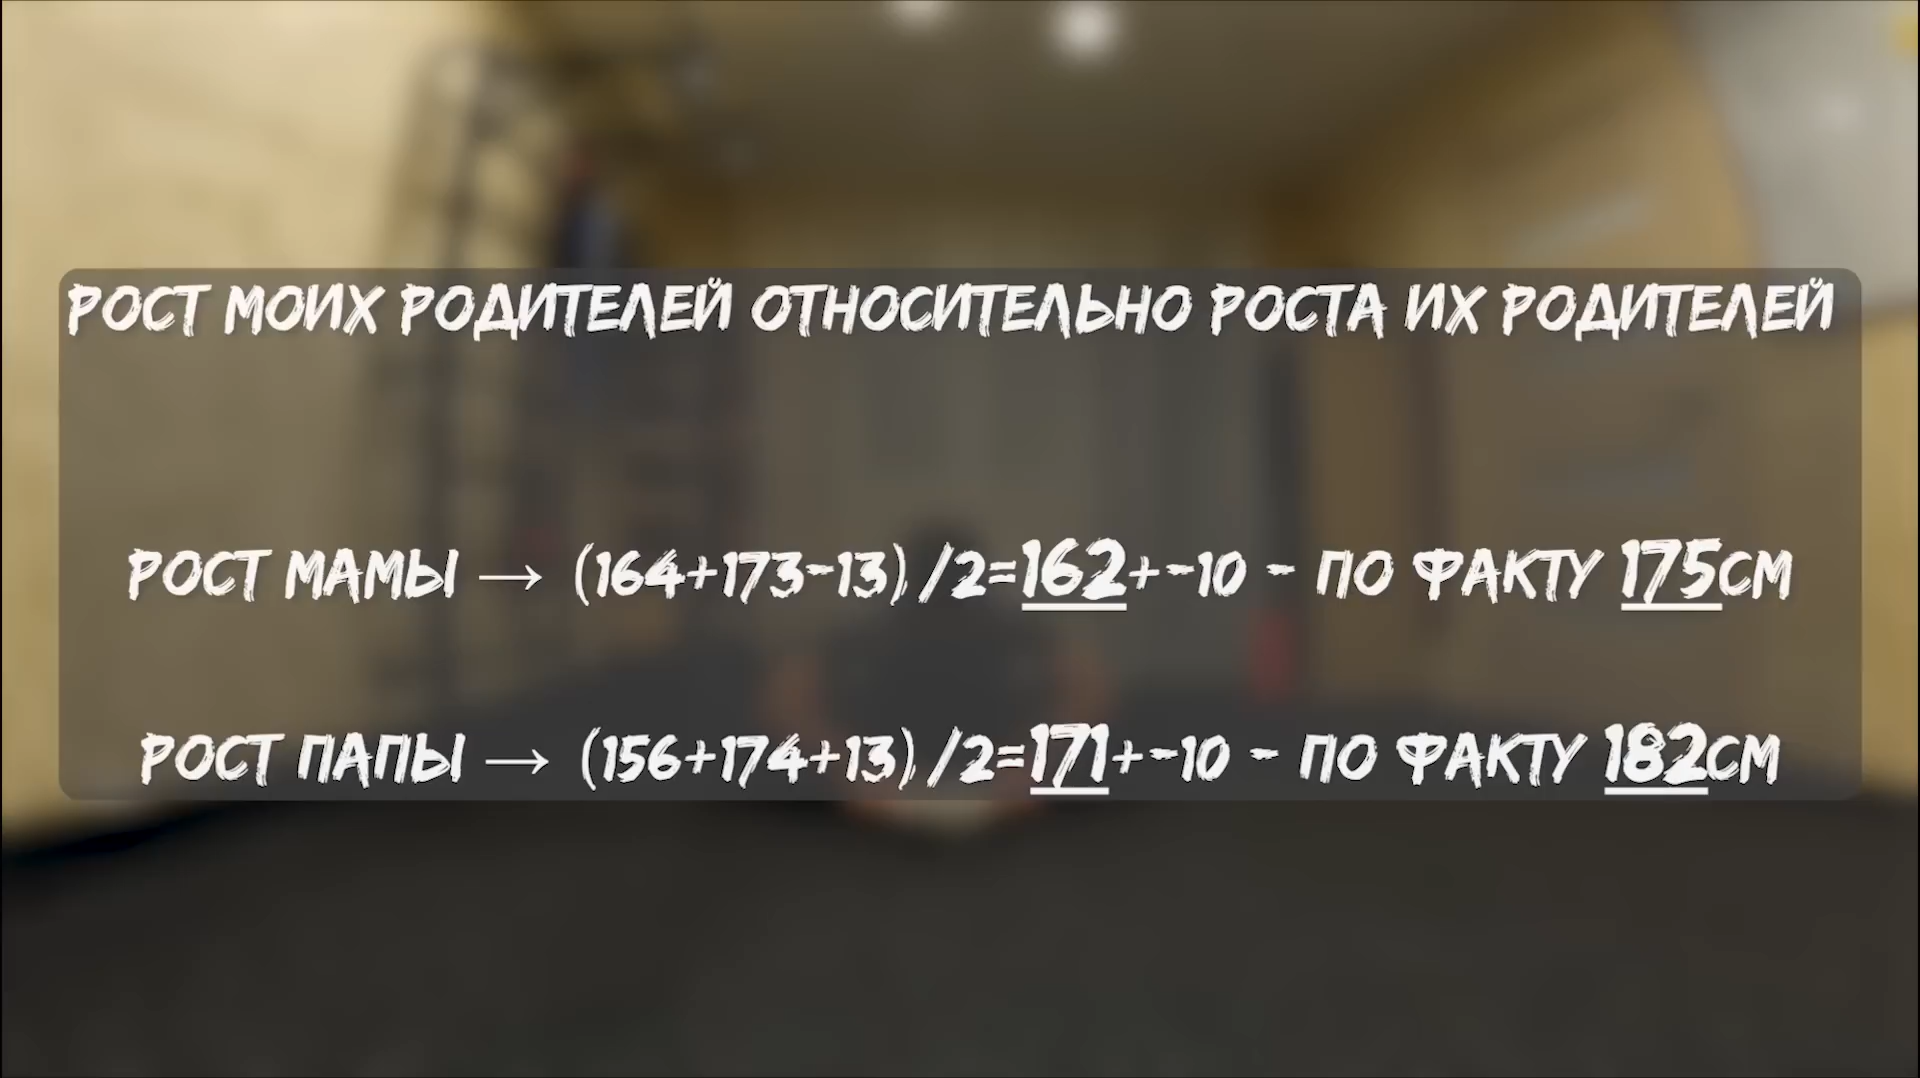 РОСТ МОИХ РОДИТЕЛЕЙ ОТНОСИТЕЛЬНО РОСТА ИХ РОДИТЕЛЕЙ
РОСТ МАМЫ → (164+173-13) /2=162+-10 - ПО ФАКТУ 175СМ
РОСТ ПАПЫ → (156+174+13) /2=171+-10 - ПО ФАКТУ 182СМ